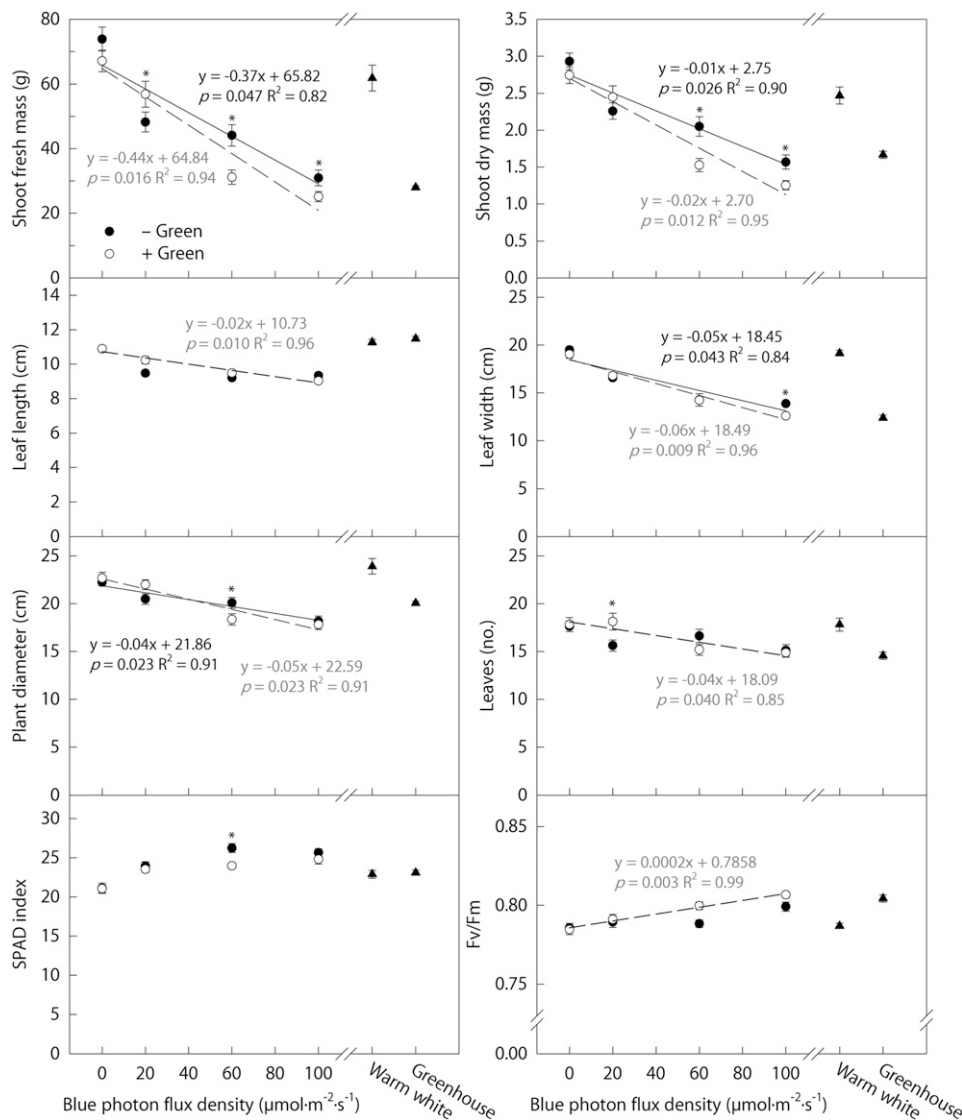 Shoot fresh mass (g)
80
60
40
20
0
*
*
*
y = -0.37x + 65.82
p = 0.047 R² = 0.82
y = -0.44x + 64.84
p = 0.016 R² = 0.94
– Green
+ Green
Shoot dry mass (g)
3.5
3.0
2.5
2.0
1.5
1.0
0.5
0.0
*
*
y = -0.01x + 2.75
p = 0.026 R² = 0.90
y = -0.02x + 2.70
p = 0.012 R² = 0.95
Leaf length (cm)
14
12
10
8
6
4
2
0
y = -0.02x + 10.73
p = 0.010 R² = 0.96
Leaf width (cm)
25
20
15
10
5
0
*
y = -0.05x + 18.45
p = 0.043 R² = 0.84
y = -0.06x + 18.49
p = 0.009 R² = 0.96
Plant diameter (cm)
25
20
15
10
5
0
*
y = -0.04x + 21.86
p = 0.023 R² = 0.91
y = -0.05x + 22.59
p = 0.023 R² = 0.91
Leaves (no.)
25
20
15
10
5
0
*
y = -0.04x + 18.09
p = 0.040 R² = 0.85
SPAD index
30
25
20
15
10
5
0
*
Fv/Fm
0.85
0.80
0.75
0.00
y = 0.0002x + 0.7858
p = 0.003 R² = 0.99
0 20 40 60 80 100
Warm white
Greenhouse
Blue photon flux density (μmol·m⁻²·s⁻¹)
0 20 40 60 80 100
Warm white
Greenhouse
Blue photon flux density (μmol·m⁻²·s⁻¹)